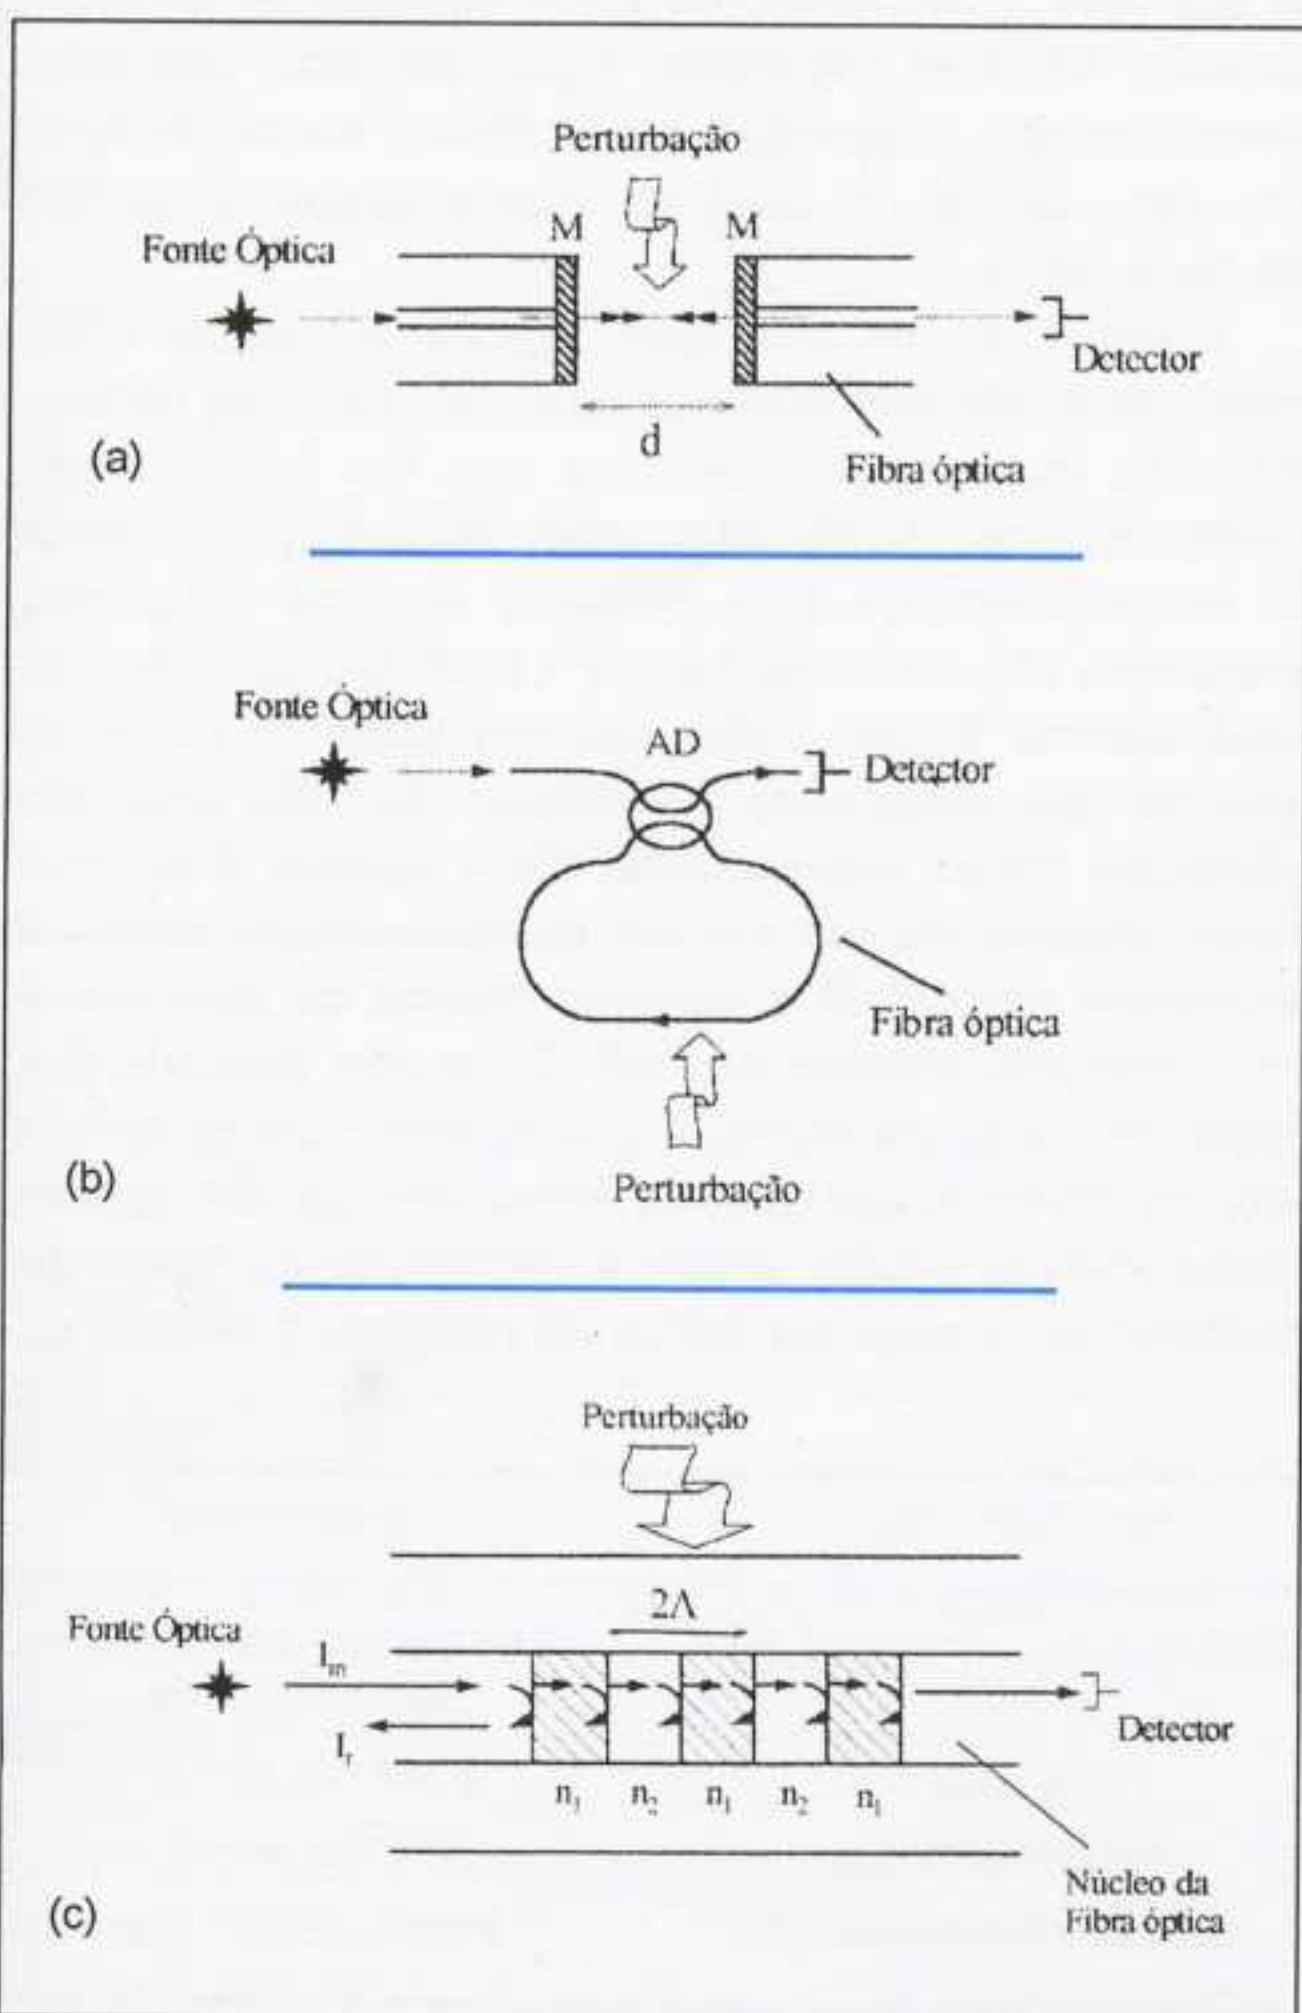 Perturbação
M
M
Fonte Óptica
Detector
d
(a)
Fibra óptica
Fonte Óptica
AD
Detector
Fibra óptica
(b)
Perturbação
Perturbação
2Λ
Fonte Óptica
I_in
I_r
Detector
n₁ n₂ n₁ n₂ n₁
Núcleo da
Fibra óptica
(c)